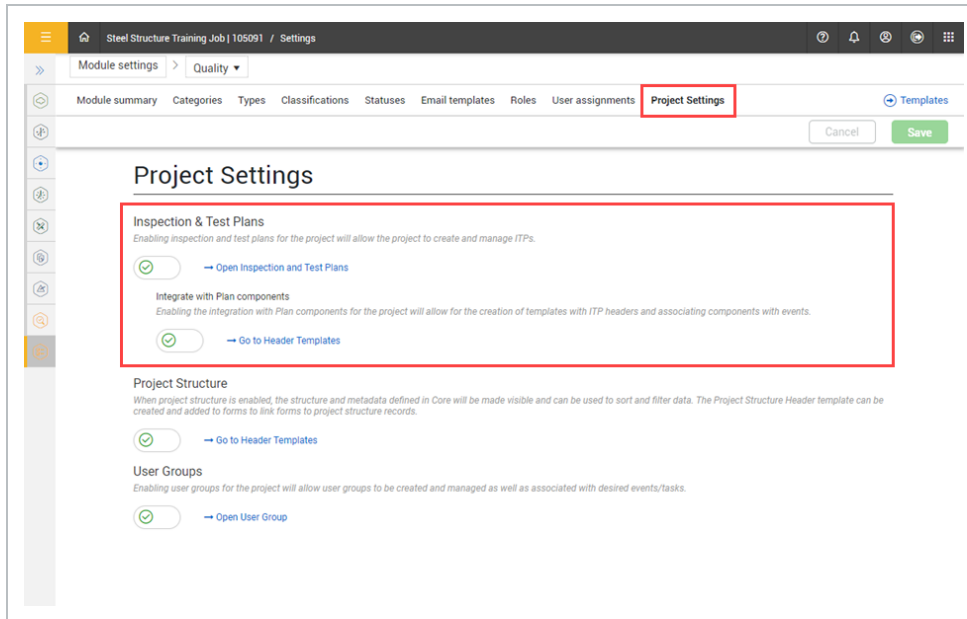 Steel Structure Training Job | 105091 / Settings
Module settings > Quality ▼
Module summary Categories Types Classifications Statuses Email templates Roles User assignments Project Settings Templates
Cancel Save
Project Settings
Inspection & Test Plans
Enabling inspection and test plans for the project will allow the project to create and manage ITPs.
→ Open Inspection and Test Plans
Integrate with Plan components
Enabling the integration with Plan components for the project will allow for the creation of templates with ITP headers and associating components with events.
→ Go to Header Templates
Project Structure
When project structure is enabled, the structure and metadata defined in Core will be made visible and can be used to sort and filter data. The Project Structure Header template can be
created and added to forms to link forms to project structure records.
→ Go to Header Templates
User Groups
Enabling user groups for the project will allow user groups to be created and managed as well as associated with desired events/tasks.
→ Open User Group